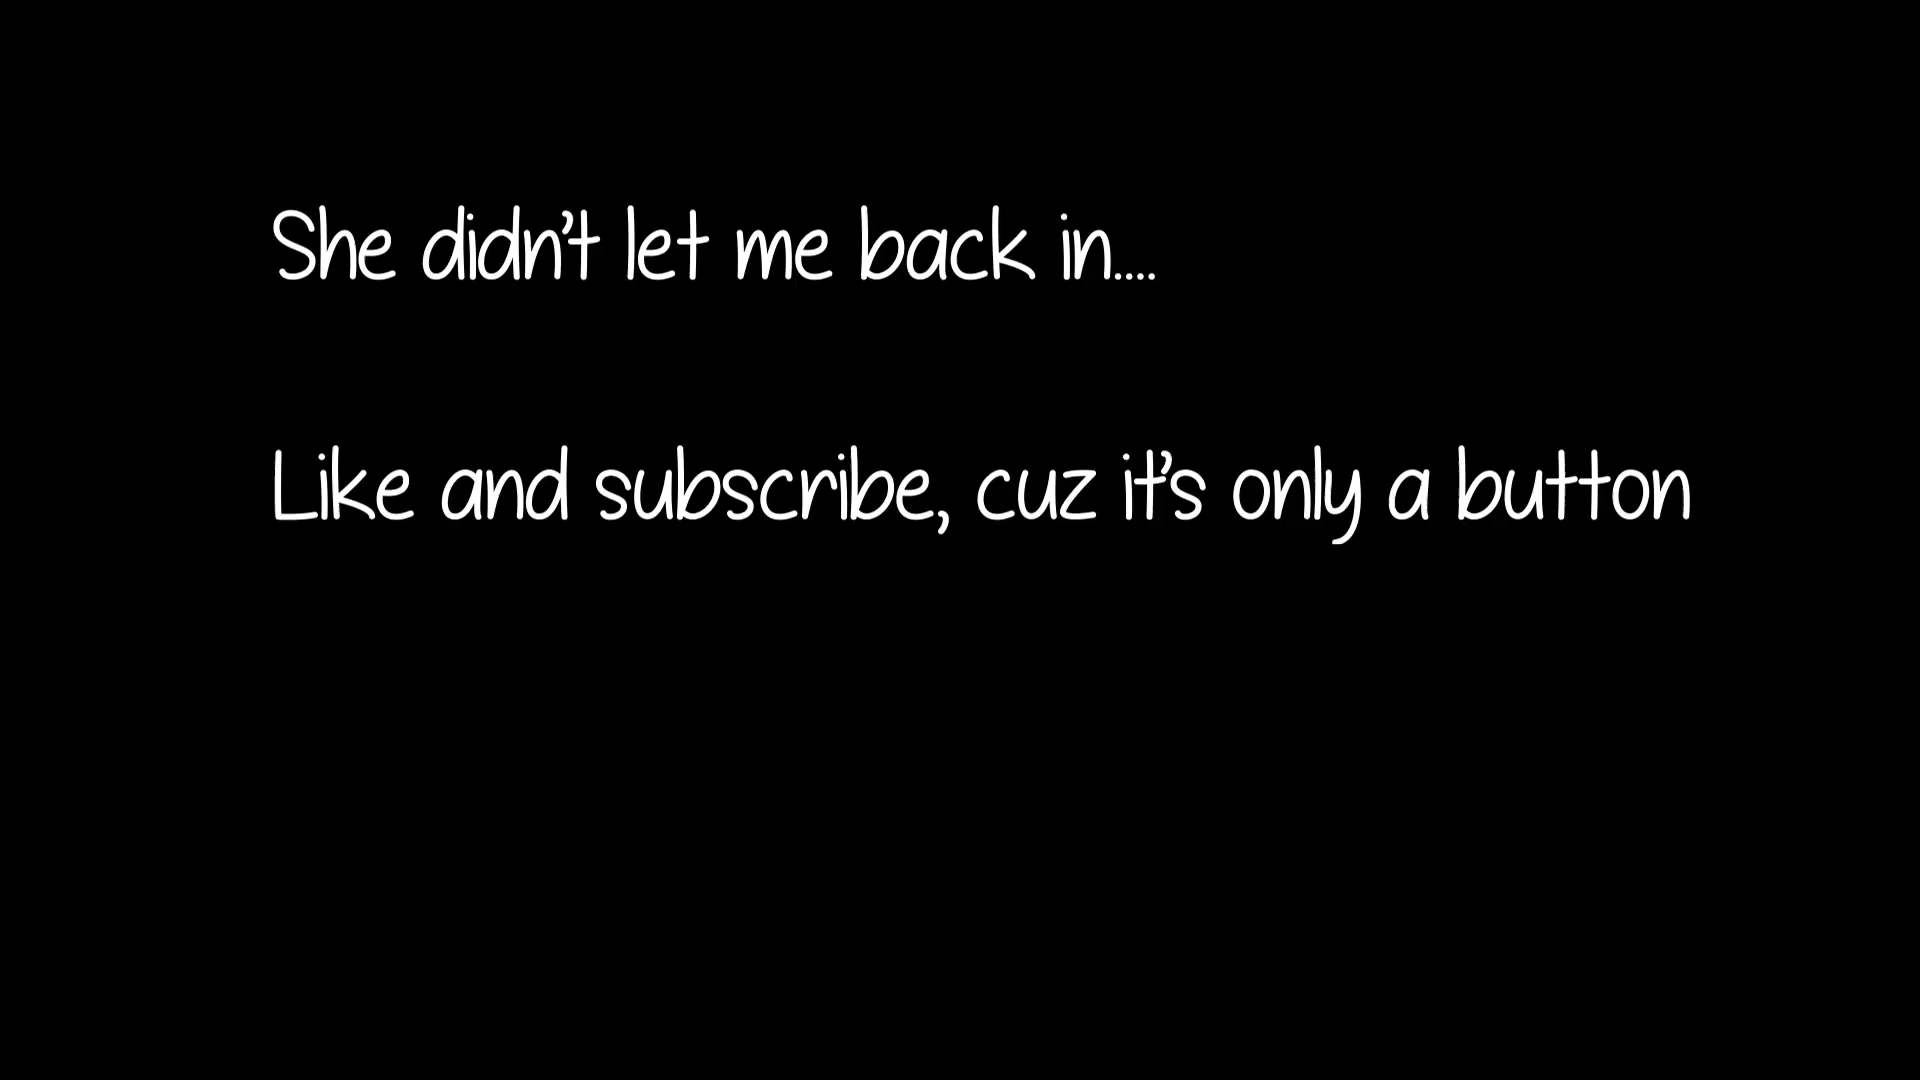 She didn't let me back in....
Like and subscribe, cuz it's only a button